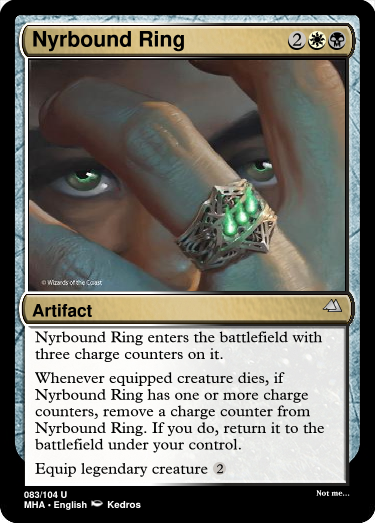 Nyrbound Ring 2
© Wizards of the Coast
Artifact
Nyrbound Ring enters the battlefield with
three charge counters on it.
Whenever equipped creature dies, if
Nyrbound Ring has one or more charge
counters, remove a charge counter from
Nyrbound Ring. If you do, return it to the
battlefield under your control.
Equip legendary creature 2
083/104 U
MHA • English Kedros
Not me...